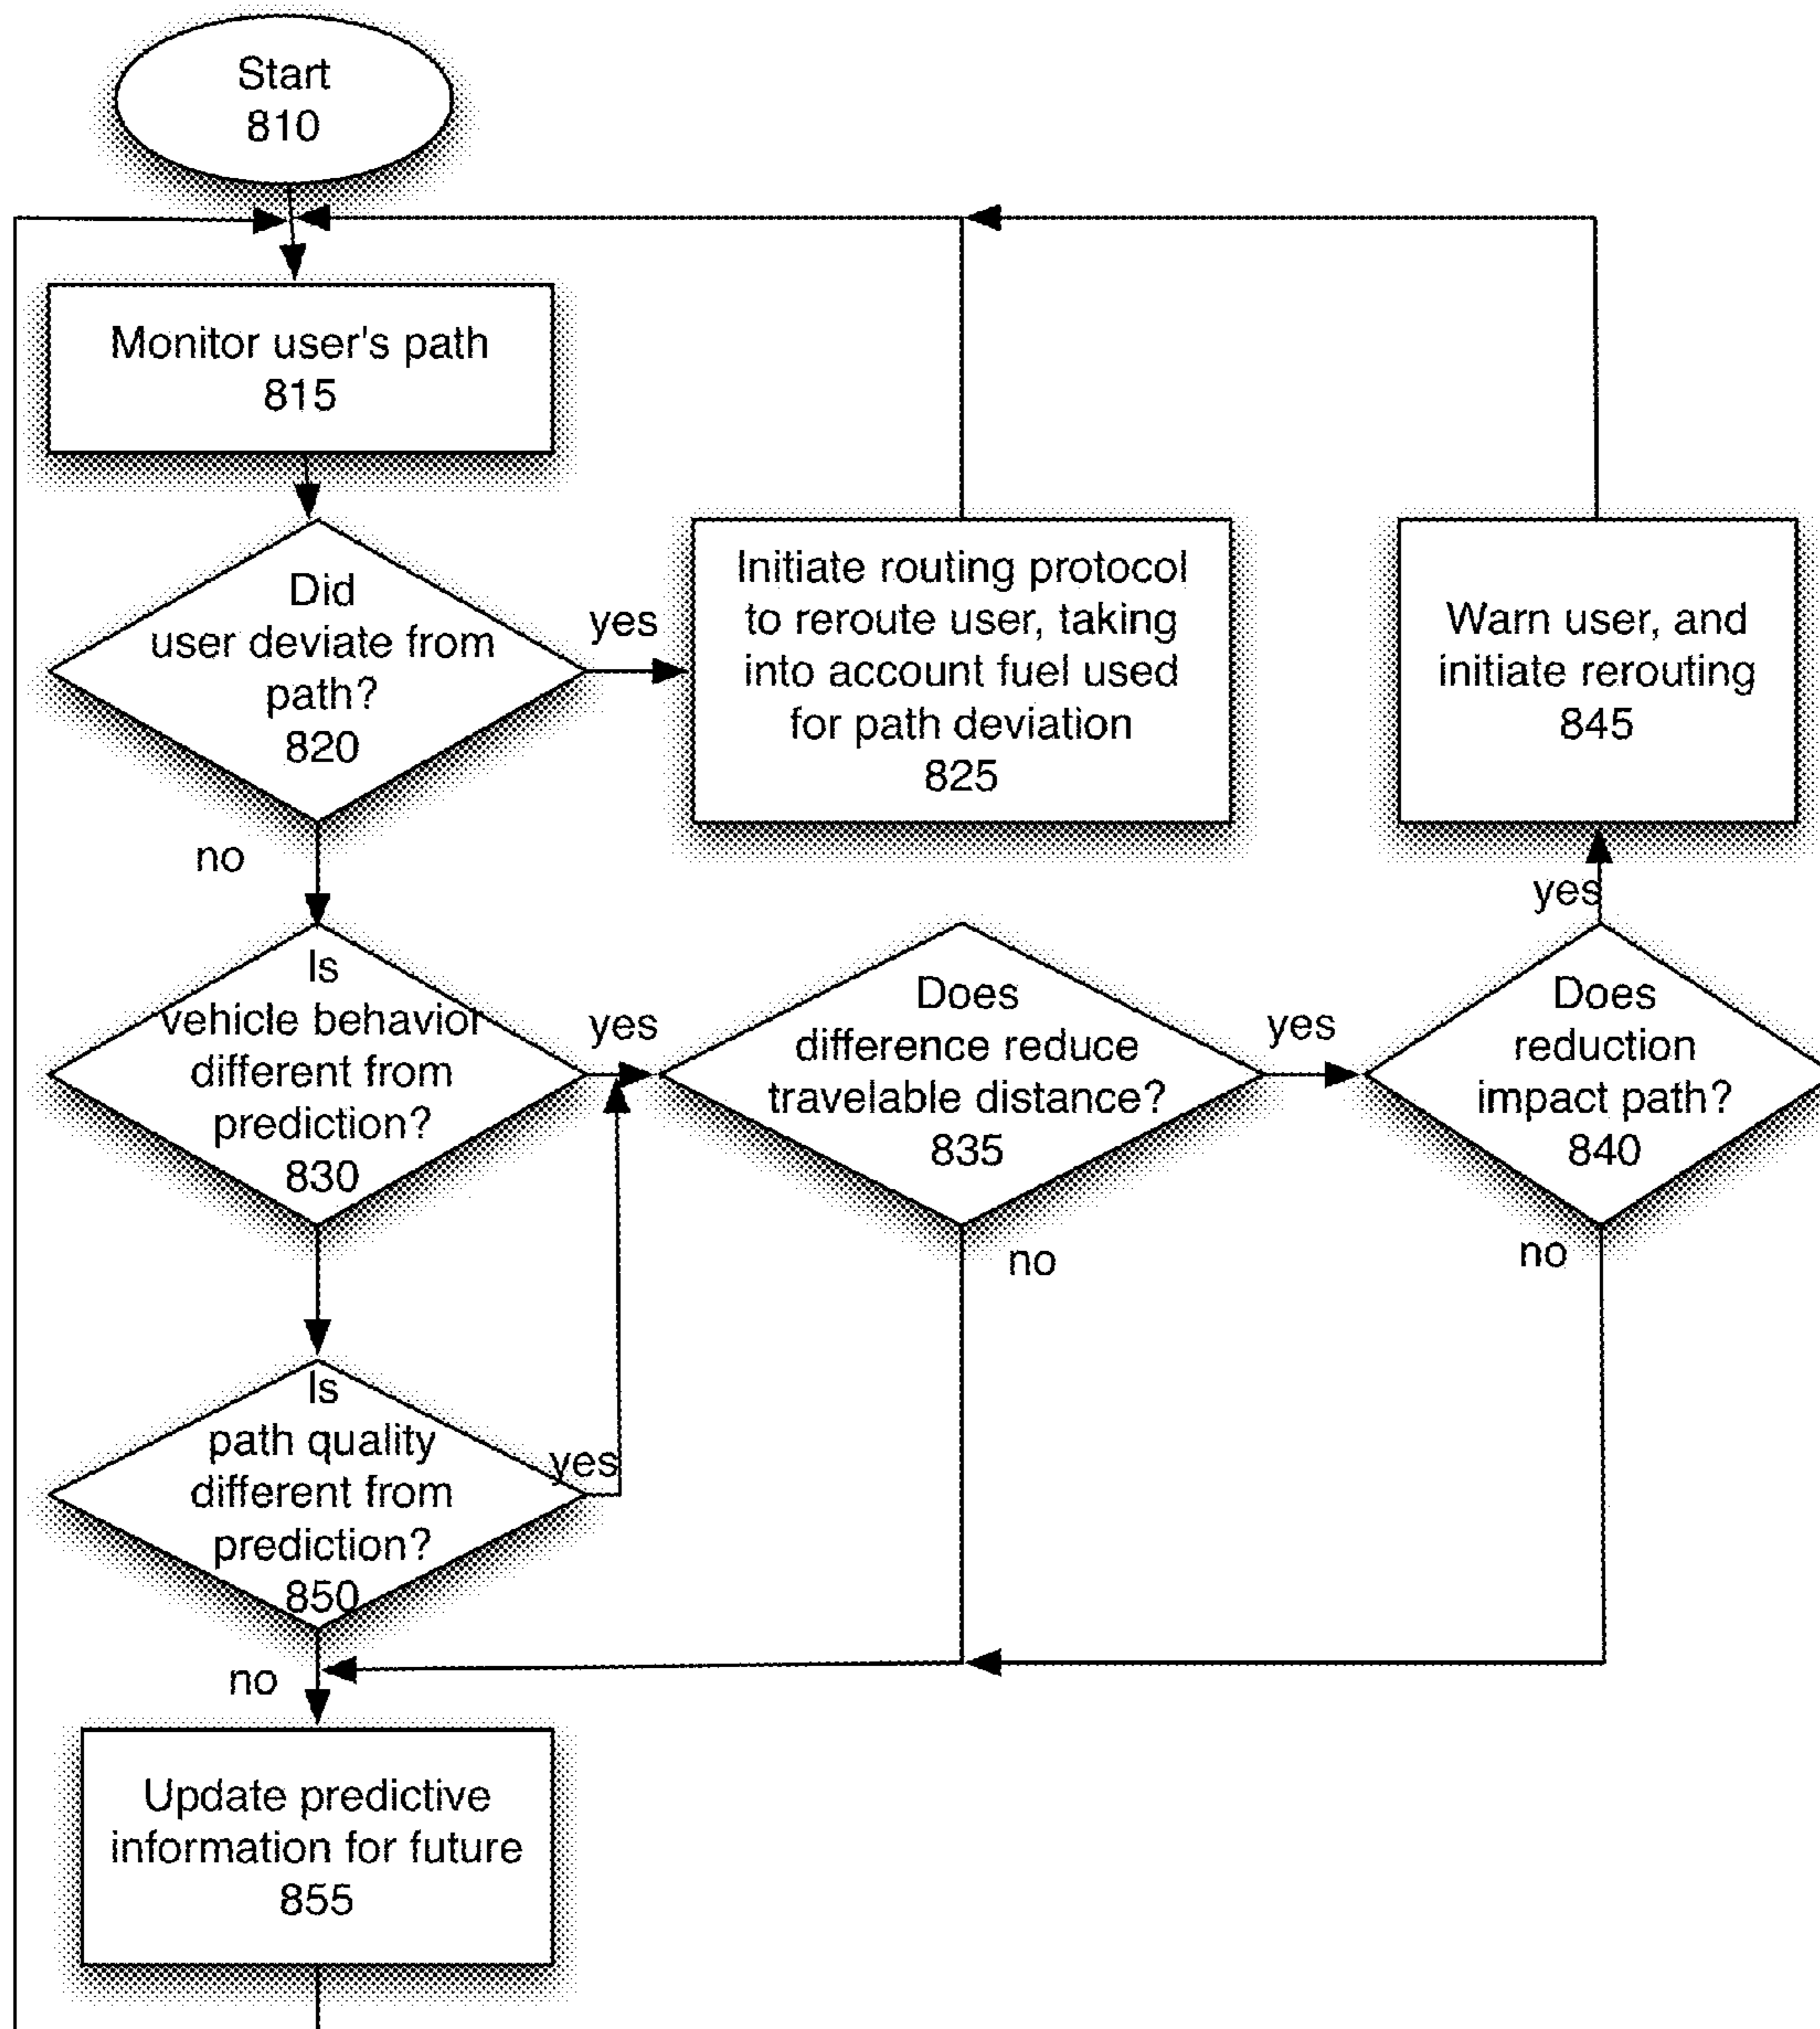 Start
810
Monitor user's path
815
Did
user deviate from
path?
820
yes
Initiate routing protocol
to reroute user, taking
into account fuel used
for path deviation
825
Warn user, and
initiate rerouting
845
no
yes
Is
vehicle behavior
different from
prediction?
830
yes
Does
difference reduce
travelable distance?
835
yes
Does
reduction
impact path?
840
no
no
Is
path quality
different from
prediction?
850
yes
no
Update predictive
information for future
855